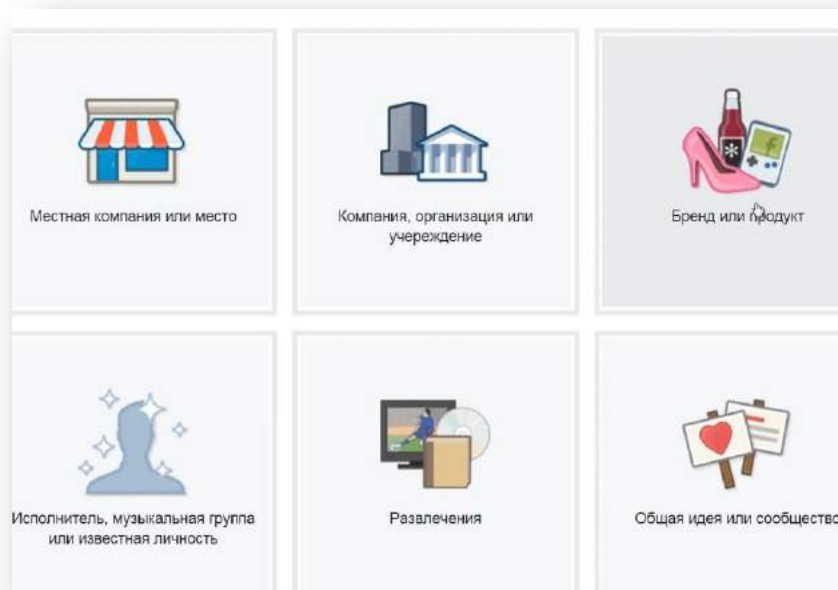 Местная компания или место
Компания, организация или
учереждение
Бренд или продукт
Исполнитель, музыкальная группа
или известная личность
Развлечения
Общая идея или сообщество